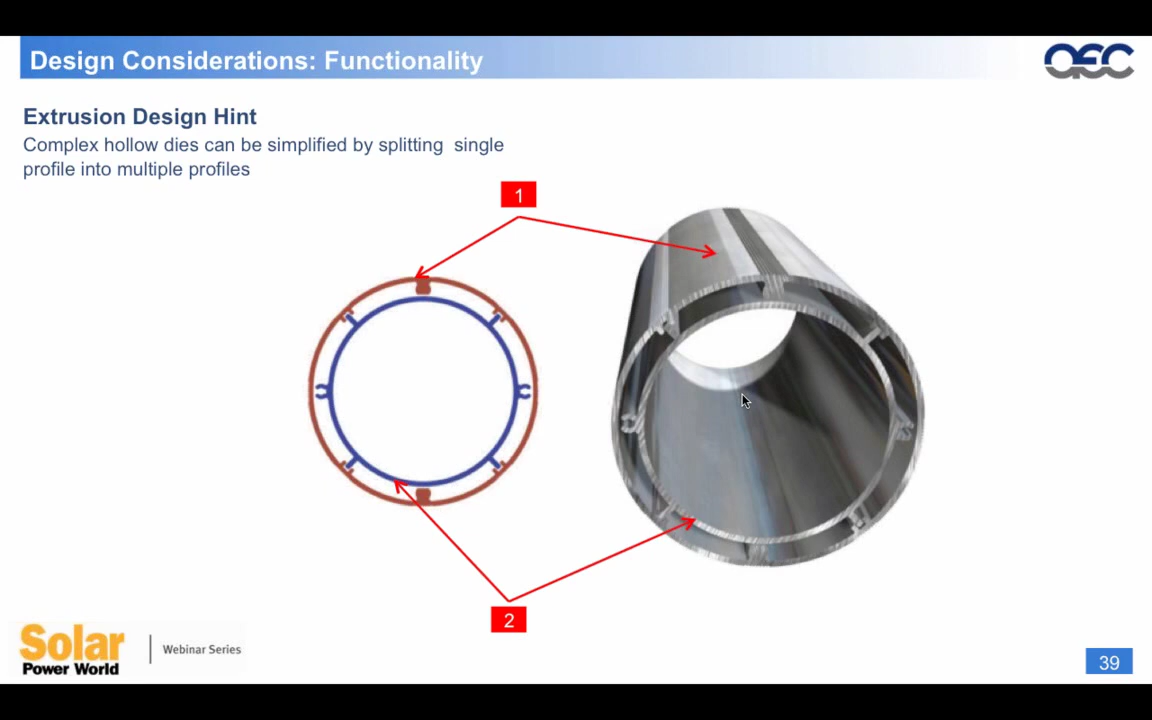 Design Considerations: Functionality
AEC
Extrusion Design Hint
Complex hollow dies can be simplified by splitting  single
profile into multiple profiles
1
2
Solar
Power World
Webinar Series
39